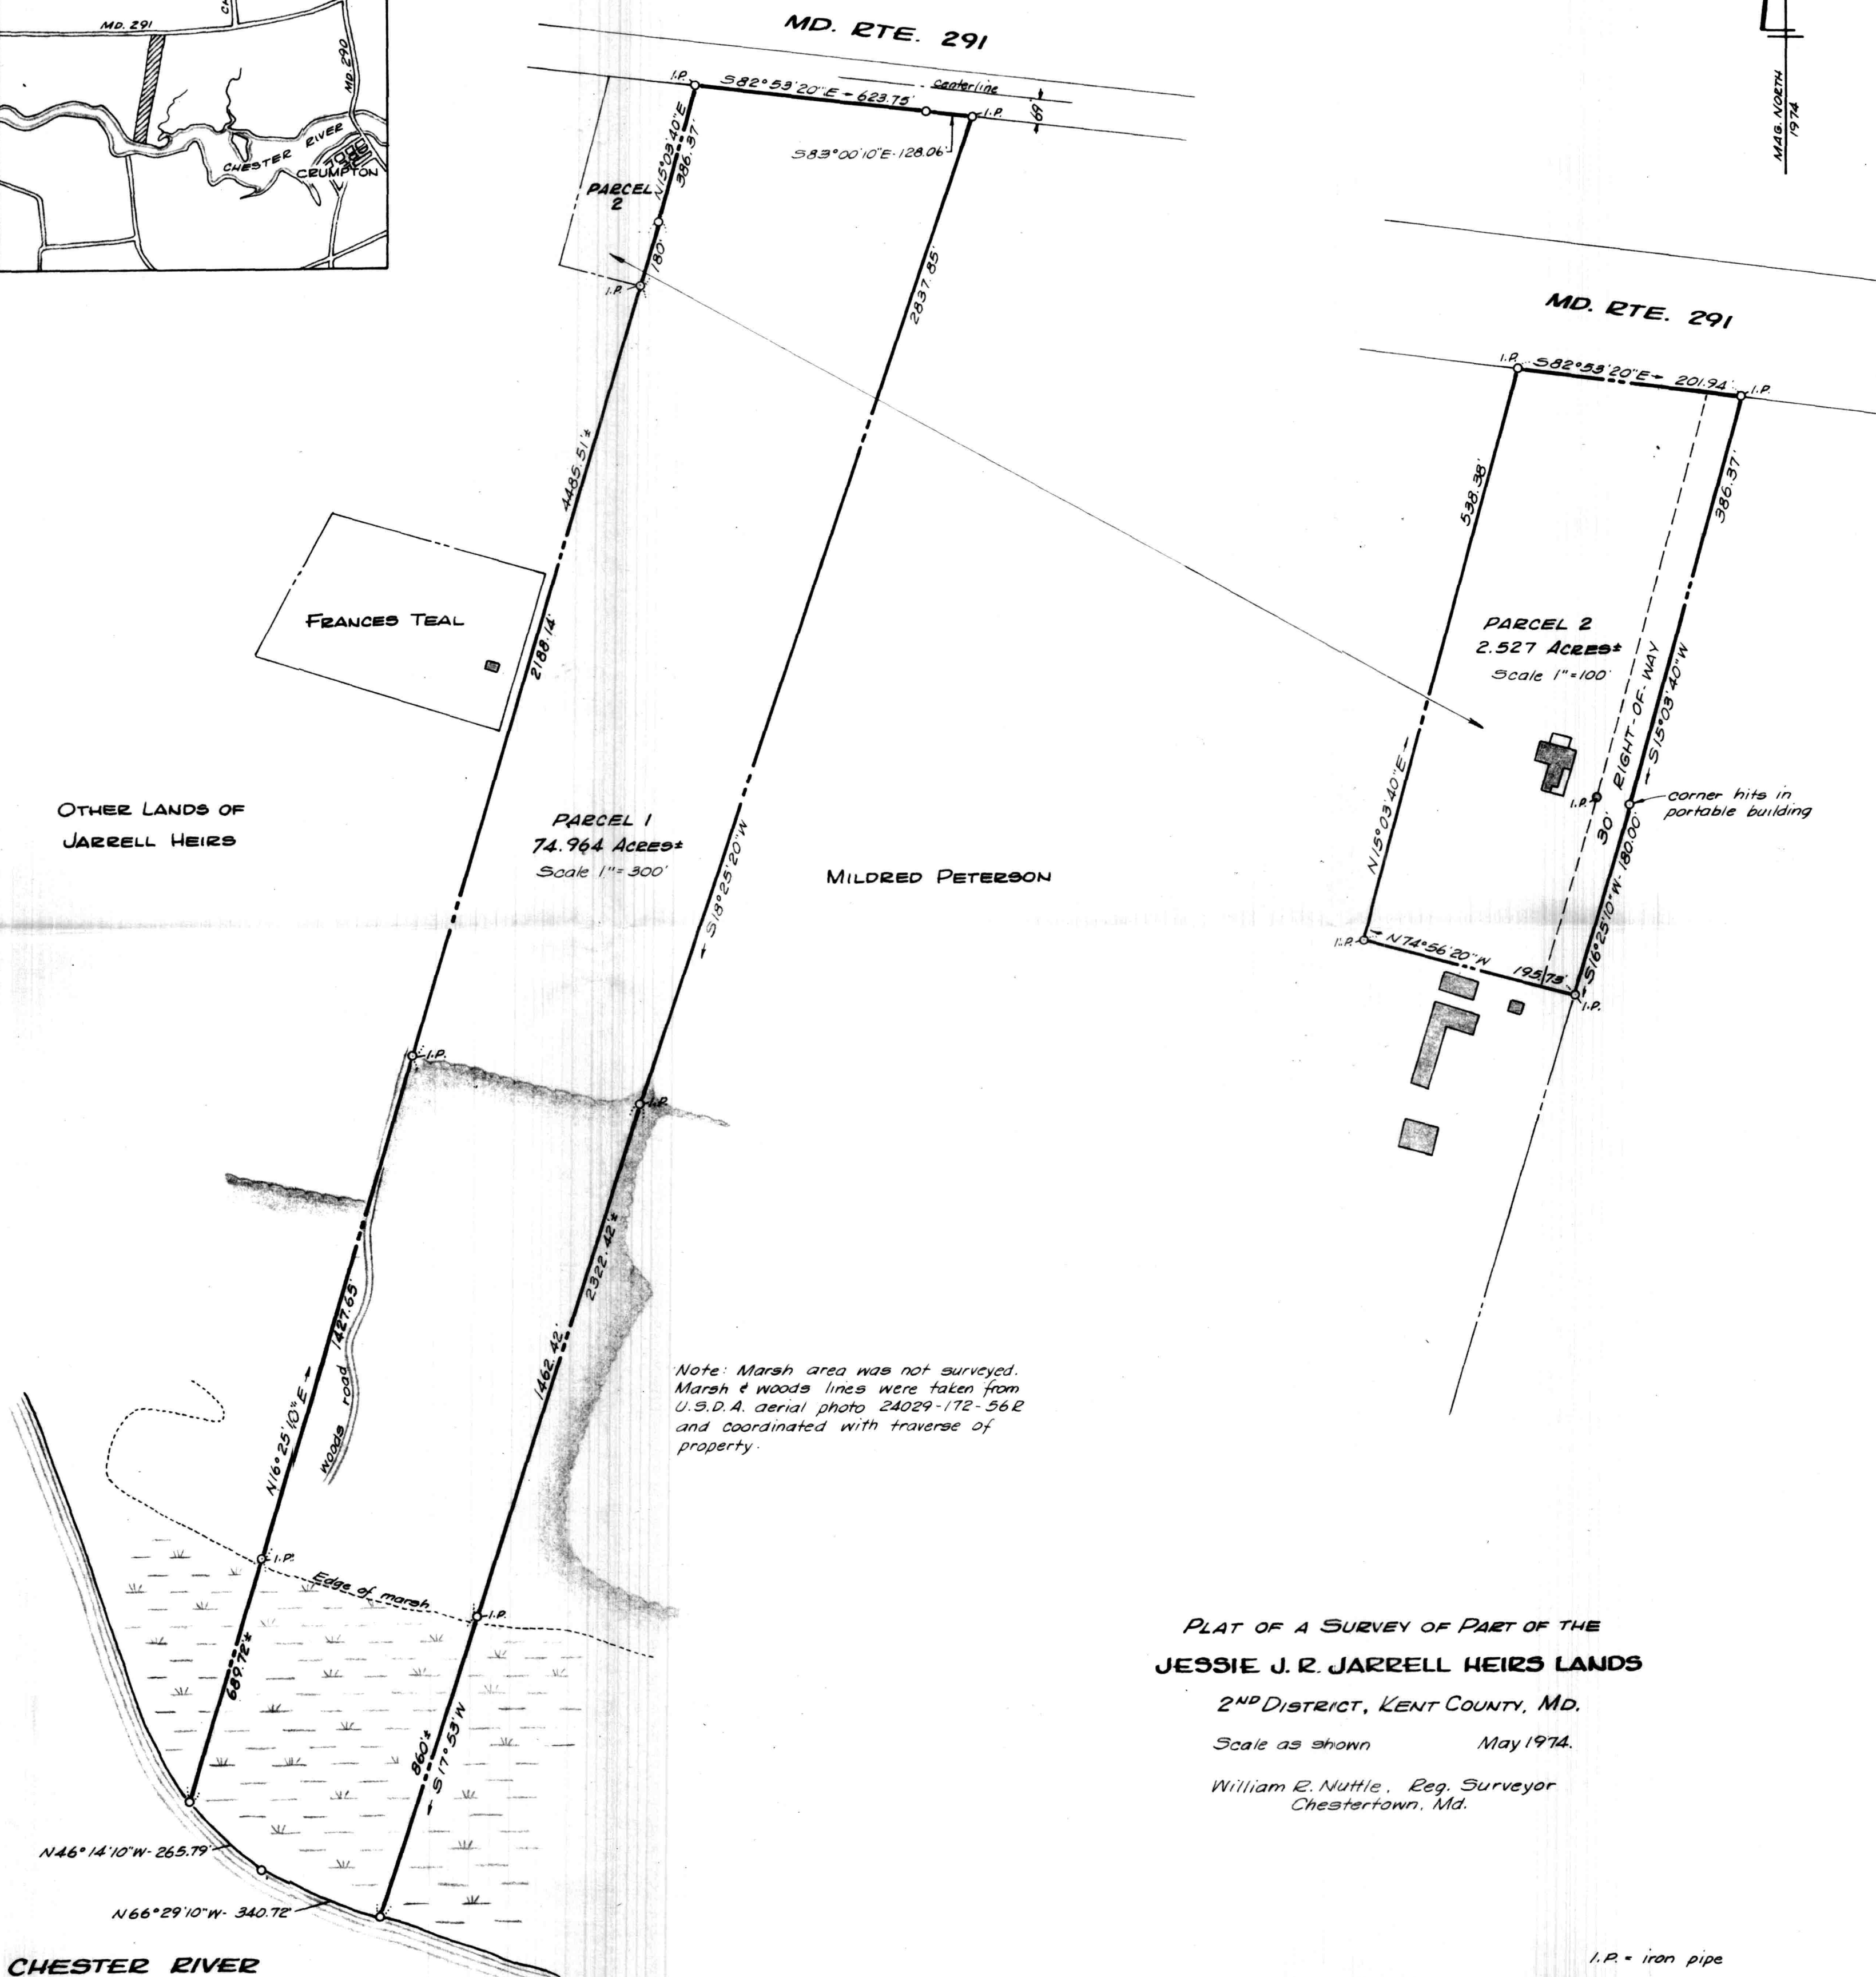 MD. 291
MD. 290
CHESTER RIVER
CRUMPTON
MD. RTE. 291
Centerline
I.P.
S82°53'20"E - 623.75'
I.P.
69'
S83°00'10"E-128.06'
N15°03'40"E
386.37'
PARCEL
2
180'
I.P.
2837.85'
4485.51'±
FRANCES TEAL
2188.14'
OTHER LANDS OF
JARRELL HEIRS
PARCEL 1
74.964 ACRES±
Scale 1"=300'
S18°25'20"W
MILDRED PETERSON
I.P.
I.P.
2322.42'±
1427.65'
1462.42'
woods road
N16°25'10"E
I.P.
Edge of marsh
I.P.
689.72'±
860'±
S17°53'W
N46°14'10"W-265.79'
N66°29'10"W-340.72'
CHESTER RIVER
Note: Marsh area was not surveyed.
Marsh & woods lines were taken from
U.S.D.A. aerial photo 24029-172-56R
and coordinated with traverse of
property.
MAG. NORTH
1974
MD. RTE. 291
I.P.
S82°53'20"E 201.94'
I.P.
538.38'
386.37'
PARCEL 2
2.527 ACRES±
Scale 1"=100'
RIGHT-OF-WAY
S15°03'40"W
N15°03'40"E
I.P.
30'
corner hits in
portable building
S16°25'10"W-180.00'
I.P.
N74°56'20"W
195.73'
I.P.
PLAT OF A SURVEY OF PART OF THE
JESSIE J. R. JARRELL HEIRS LANDS
2ND DISTRICT, KENT COUNTY, MD.
Scale as shown May 1974.
William R. Nuttle, Reg. Surveyor
Chestertown, Md.
I.P. = iron pipe